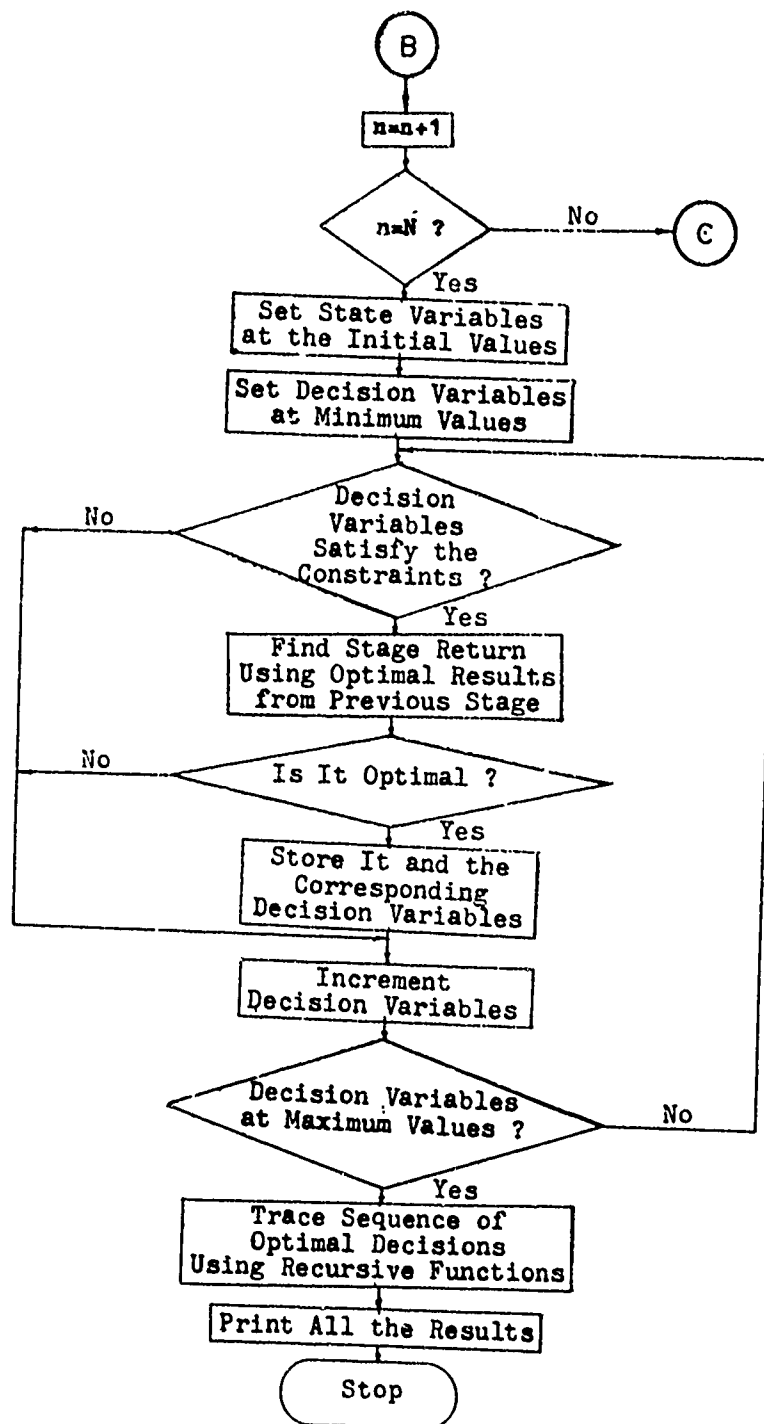 B
n=n+1
n=N ?
No
C
Yes
Set State Variables
at the Initial Values
Set Decision Variables
at Minimum Values
No
Decision
Variables
Satisfy the
Constraints ?
Yes
Find Stage Return
Using Optimal Results
from Previous Stage
No
Is It Optimal ?
Yes
Store It and the
Corresponding
Decision Variables
Increment
Decision Variables
Decision Variables
at Maximum Values ?
No
Yes
Trace Sequence of
Optimal Decisions
Using Recursive Functions
Print All the Results
Stop